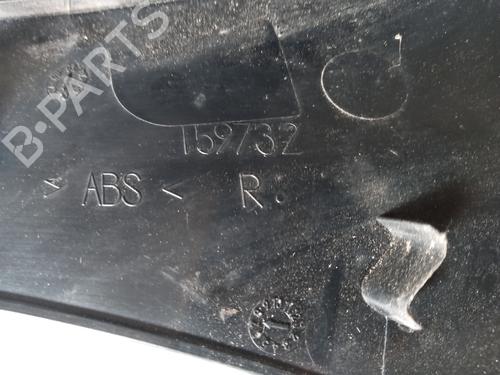 B-PARTS
159732
< ABS < R.